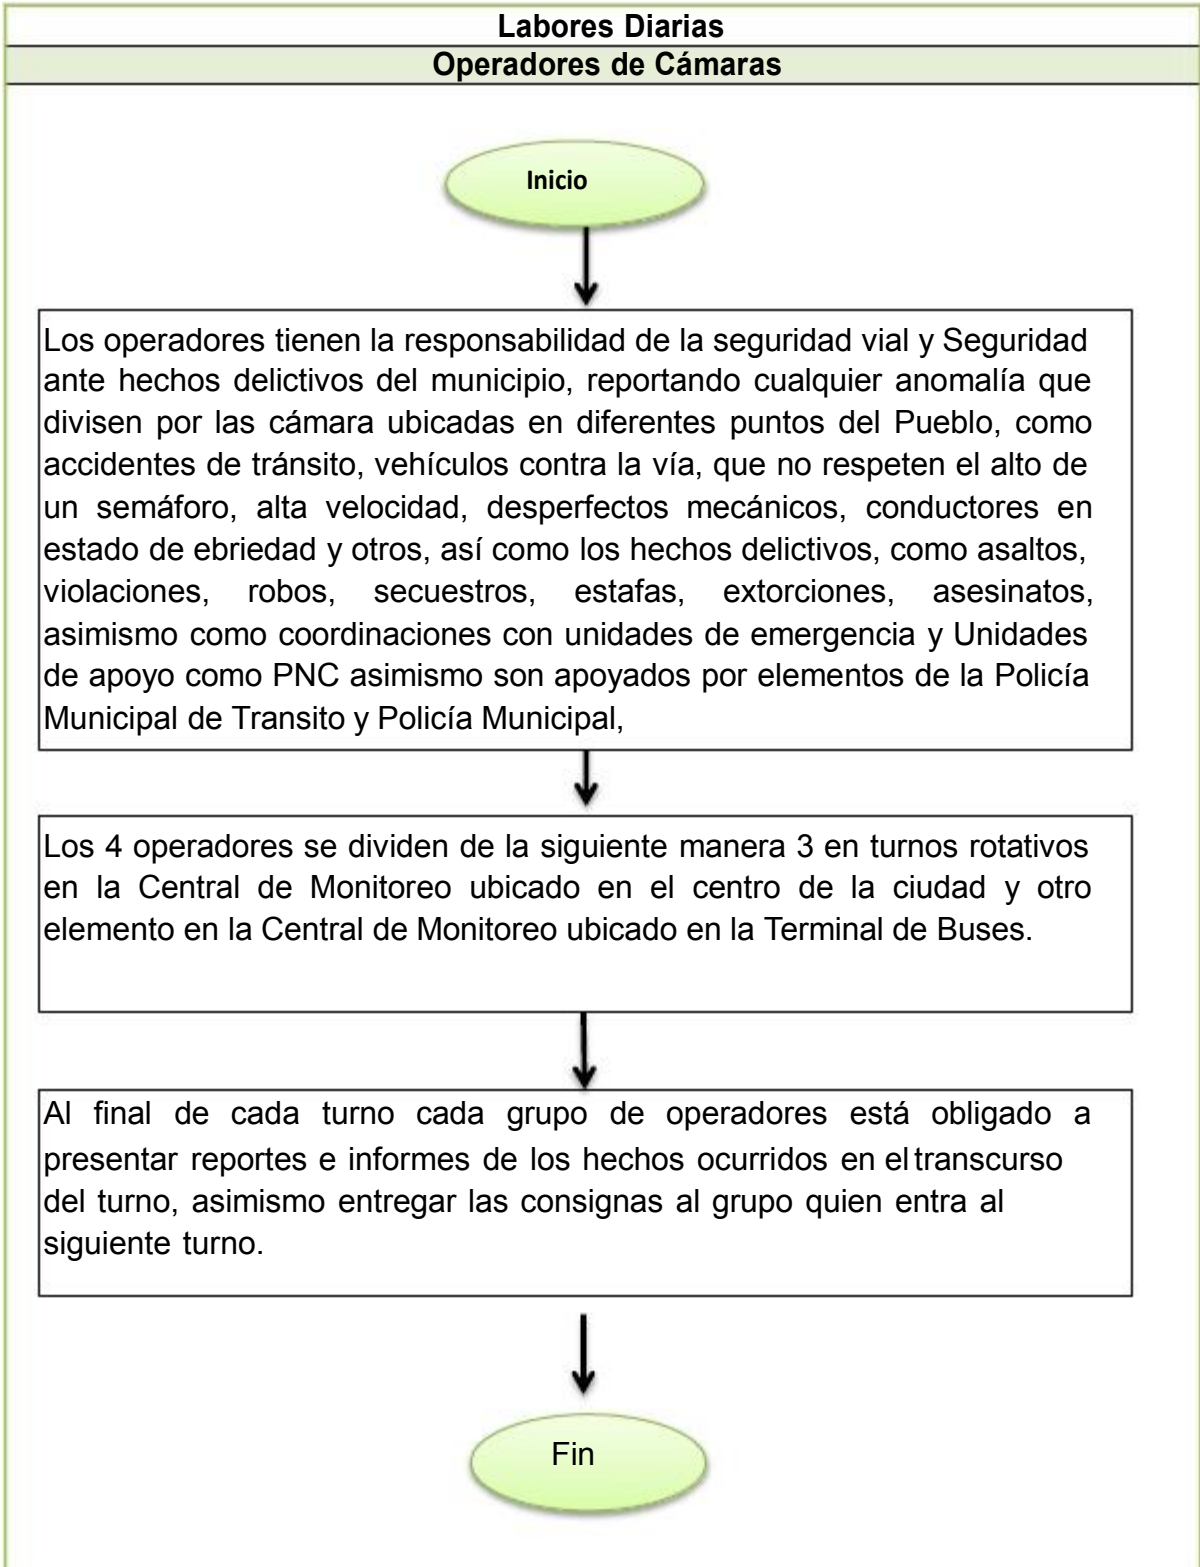 Labores Diarias
Operadores de Cámaras
Inicio
Los operadores tienen la responsabilidad de la seguridad vial y Seguridad
ante hechos delictivos del municipio, reportando cualquier anomalía que
divisen por las cámara ubicadas en diferentes puntos del Pueblo, como
accidentes de tránsito, vehículos contra la vía, que no respeten el alto de
un semáforo, alta velocidad, desperfectos mecánicos, conductores en
estado de ebriedad y otros, así como los hechos delictivos, como asaltos,
violaciones, robos, secuestros, estafas, extorciones, asesinatos,
asimismo como coordinaciones con unidades de emergencia y Unidades
de apoyo como PNC asimismo son apoyados por elementos de la Policía
Municipal de Transito y Policía Municipal,
Los 4 operadores se dividen de la siguiente manera 3 en turnos rotativos
en la Central de Monitoreo ubicado en el centro de la ciudad y otro
elemento en la Central de Monitoreo ubicado en la Terminal de Buses.
Al final de cada turno cada grupo de operadores está obligado a
presentar reportes e informes de los hechos ocurridos en el transcurso
del turno, asimismo entregar las consignas al grupo quien entra al
siguiente turno.
Fin